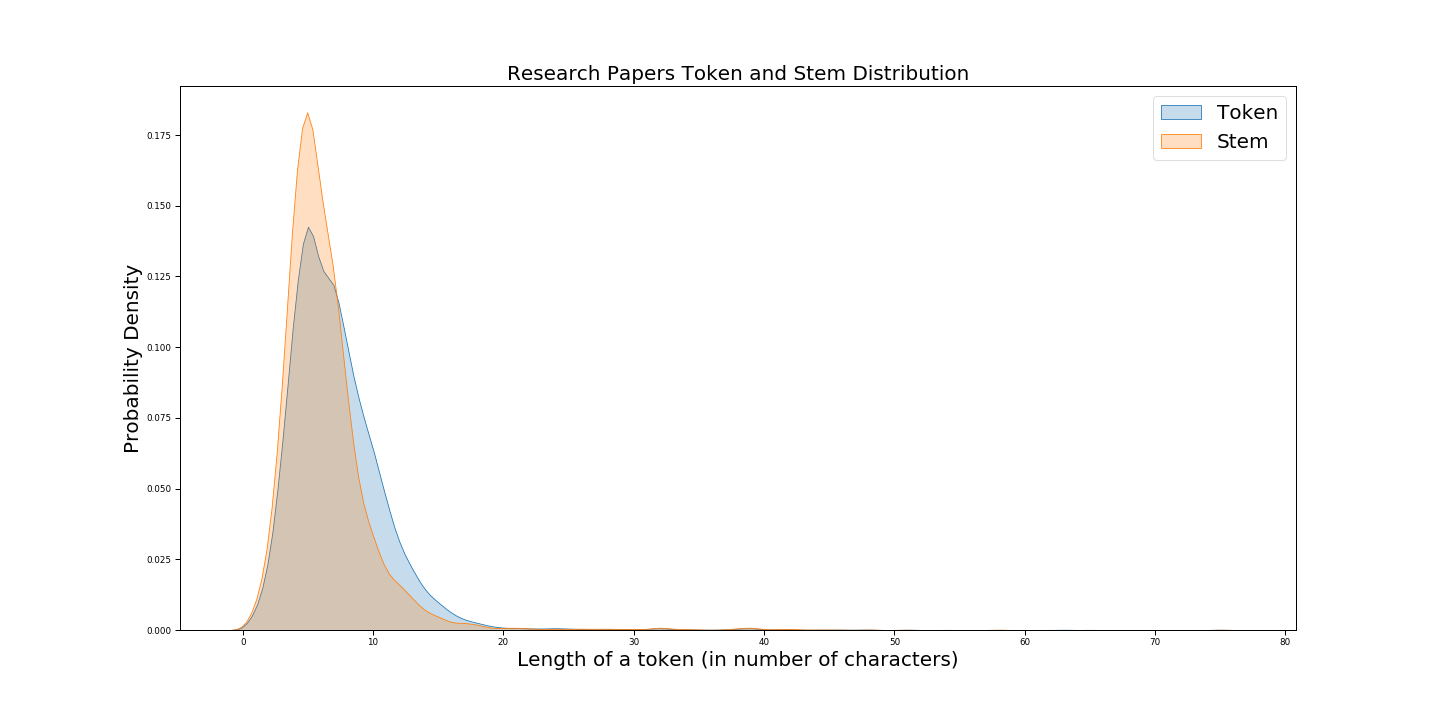 Research Papers Token and Stem Distribution
Token
Stem
Probability Density
0.175
0.150
0.125
0.100
0.075
0.050
0.025
0.000
0 10 20 30 40 50 60 70 80
Length of a token (in number of characters)